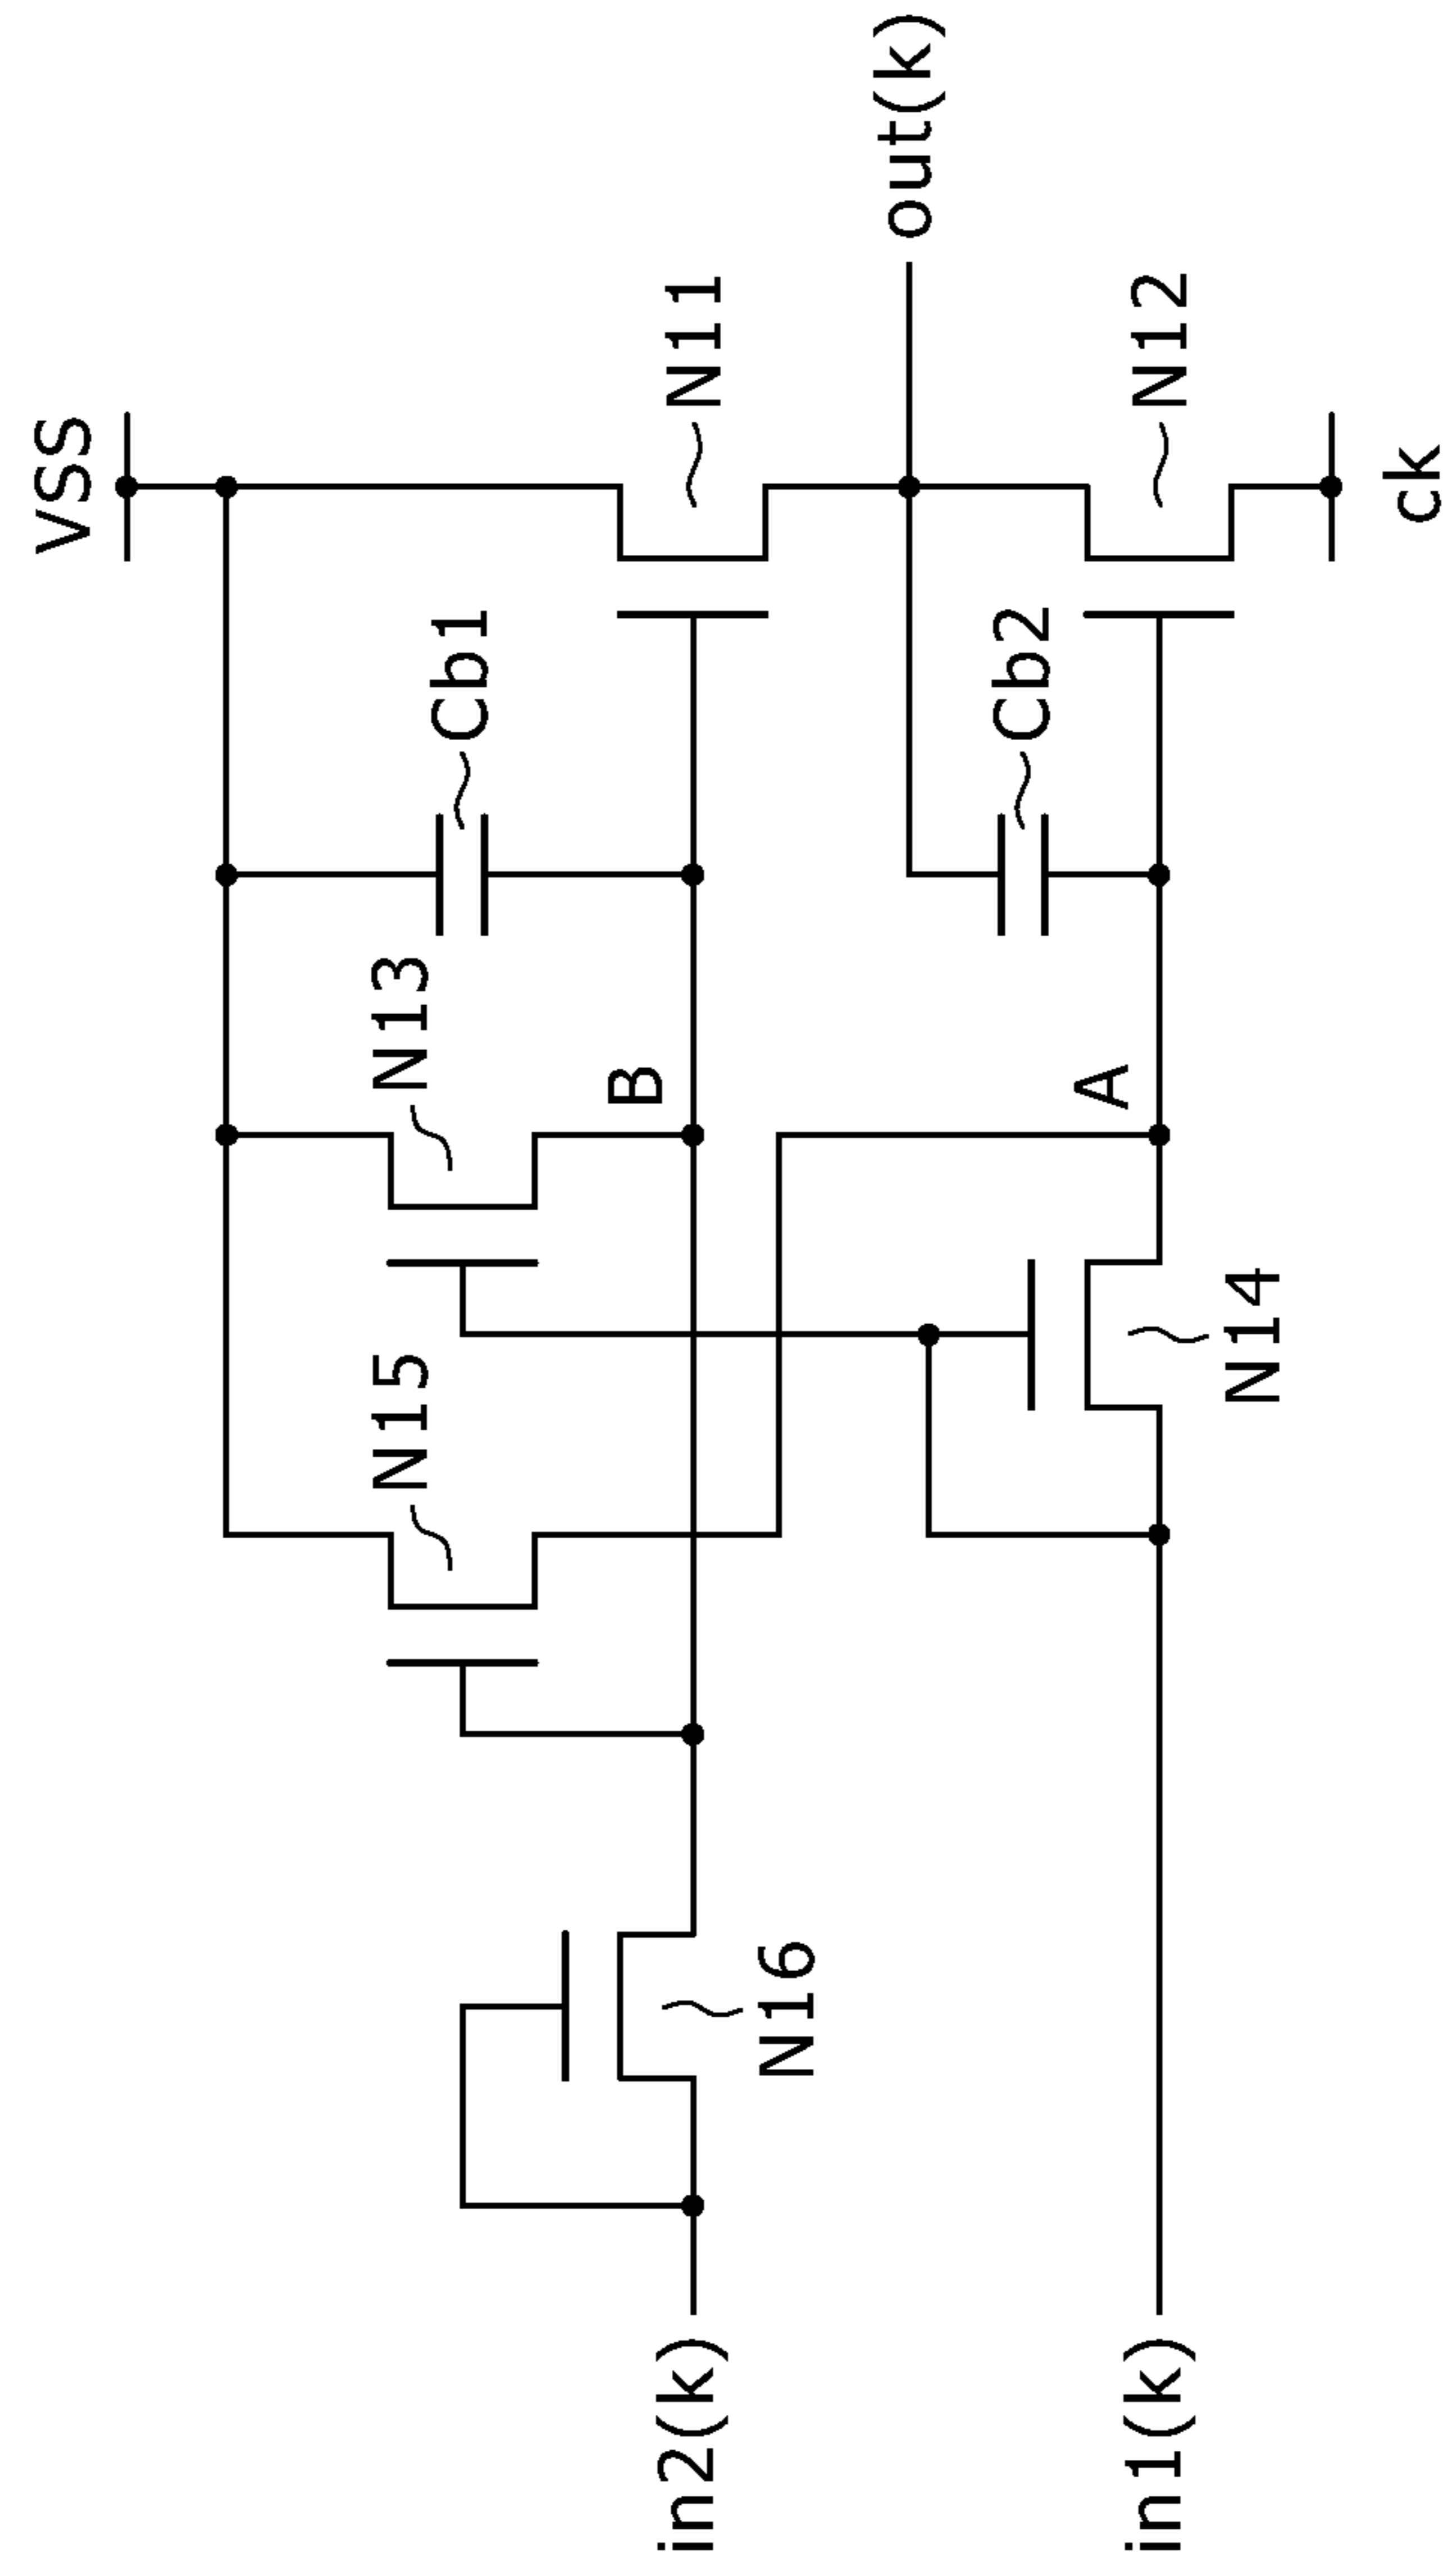 VSS
N15
N13
Cb1
B
N11
in2(k)
N16
out(k)
Cb2
A
N12
in1(k)
N14
ck